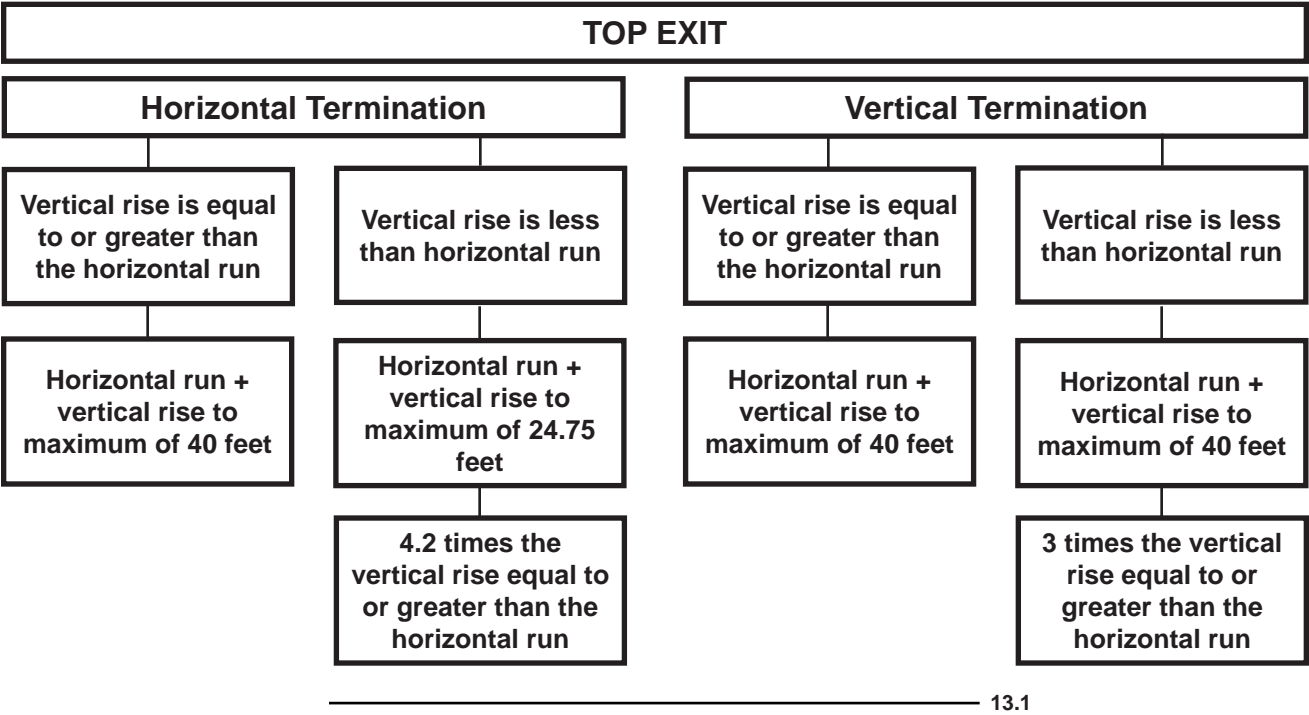 TOP EXIT
Horizontal Termination
Vertical rise is equal
to or greater than
the horizontal run
Horizontal run +
vertical rise to
maximum of 40 feet
Vertical rise is less
than horizontal run
Horizontal run +
vertical rise to
maximum of 24.75
feet
4.2 times the
vertical rise equal to
or greater than the
horizontal run
Vertical Termination
Vertical rise is equal
to or greater than
the horizontal run
Horizontal run +
vertical rise to
maximum of 40 feet
Vertical rise is less
than horizontal run
Horizontal run +
vertical rise to
maximum of 40 feet
3 times the vertical
rise equal to or
greater than the
horizontal run
13.1